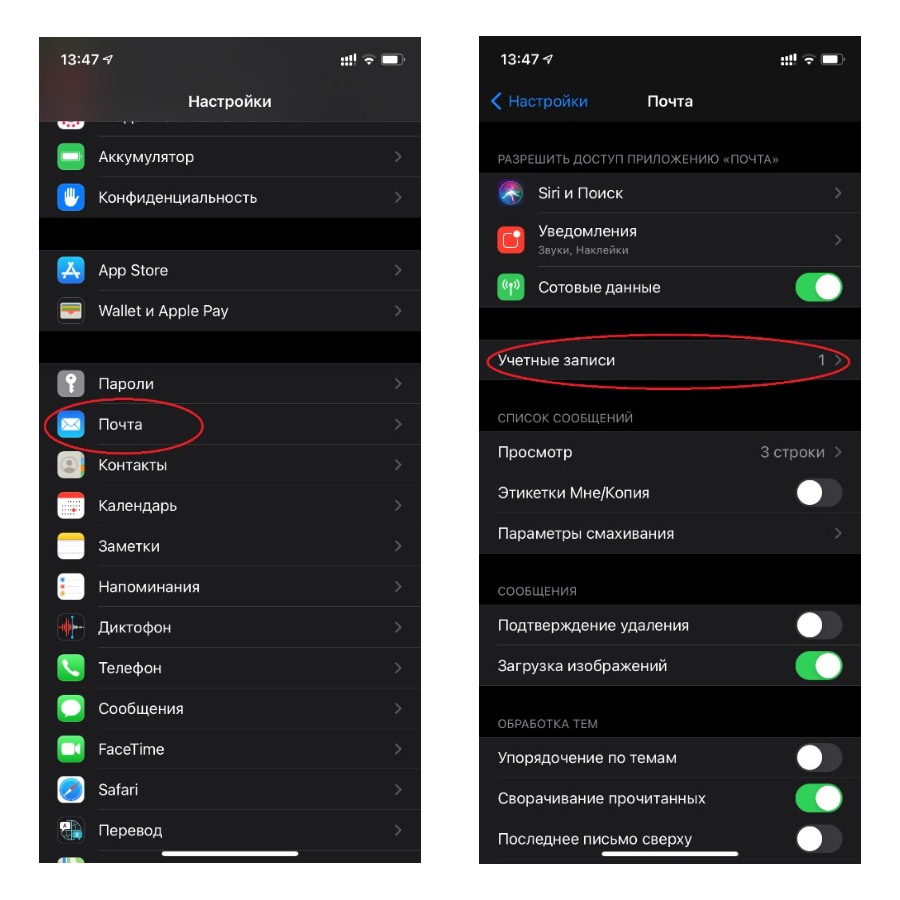 13:47
Настройки
Аккумулятор
Конфиденциальность
App Store
Wallet и Apple Pay
Пароли
Почта
Контакты
Календарь
Заметки
Напоминания
Диктофон
Телефон
Сообщения
FaceTime
Safari
Перевод
13:47
Настройки
Почта
РАЗРЕШИТЬ ДОСТУП ПРИЛОЖЕНИЮ «ПОЧТА»
Siri и Поиск
Уведомления
Звуки, Наклейки
Сотовые данные
Учетные записи 1
СПИСОК СООБЩЕНИЙ
Просмотр 3 строки
Этикетки Мне/Копия
Параметры смахивания
СООБЩЕНИЯ
Подтверждение удаления
Загрузка изображений
ОБРАБОТКА ТЕМ
Упорядочение по темам
Сворачивание прочитанных
Последнее письмо сверху